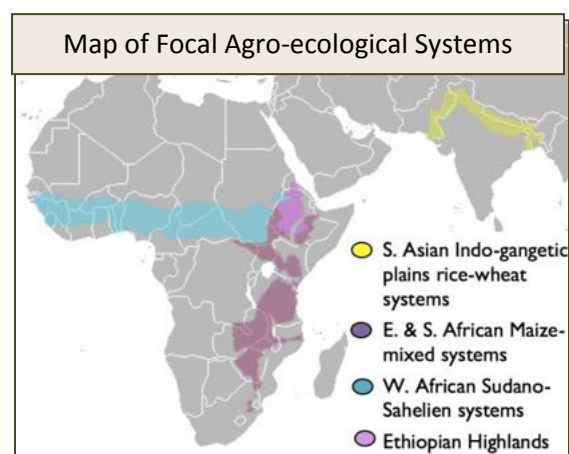 Map of Focal Agro-ecological Systems
S. Asian Indo-gangetic
plains rice-wheat
systems
E. & S. African Maize-
mixed systems
W. African Sudano-
Sahelien systems
Ethiopian Highlands